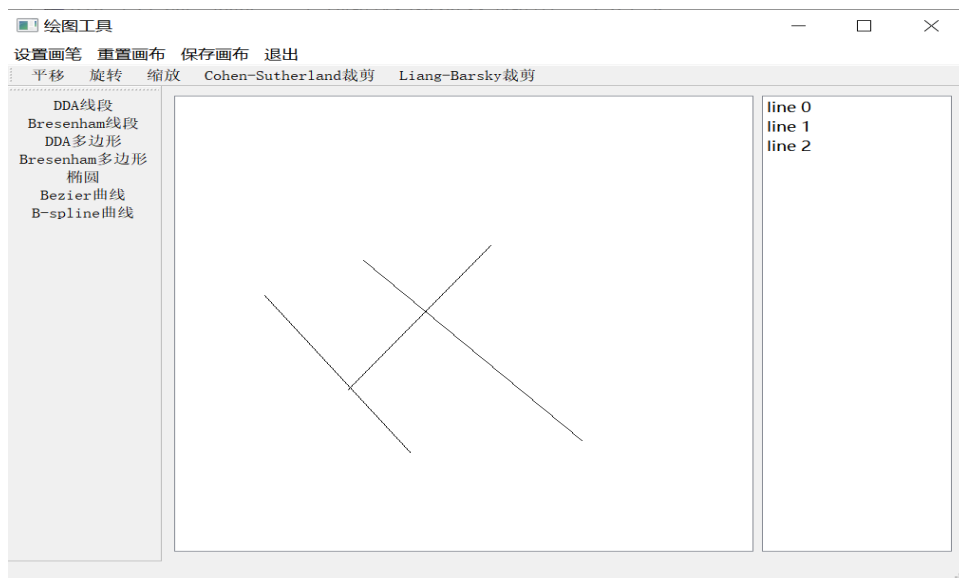 绘图工具
设置画笔 重置画布 保存画布 退出
平移 旋转 缩放 Cohen-Sutherland裁剪 Liang-Barsky裁剪
DDA线段
Bresenham线段
DDA多边形
Bresenham多边形
椭圆
Bezier曲线
B-spline曲线
line 0
line 1
line 2